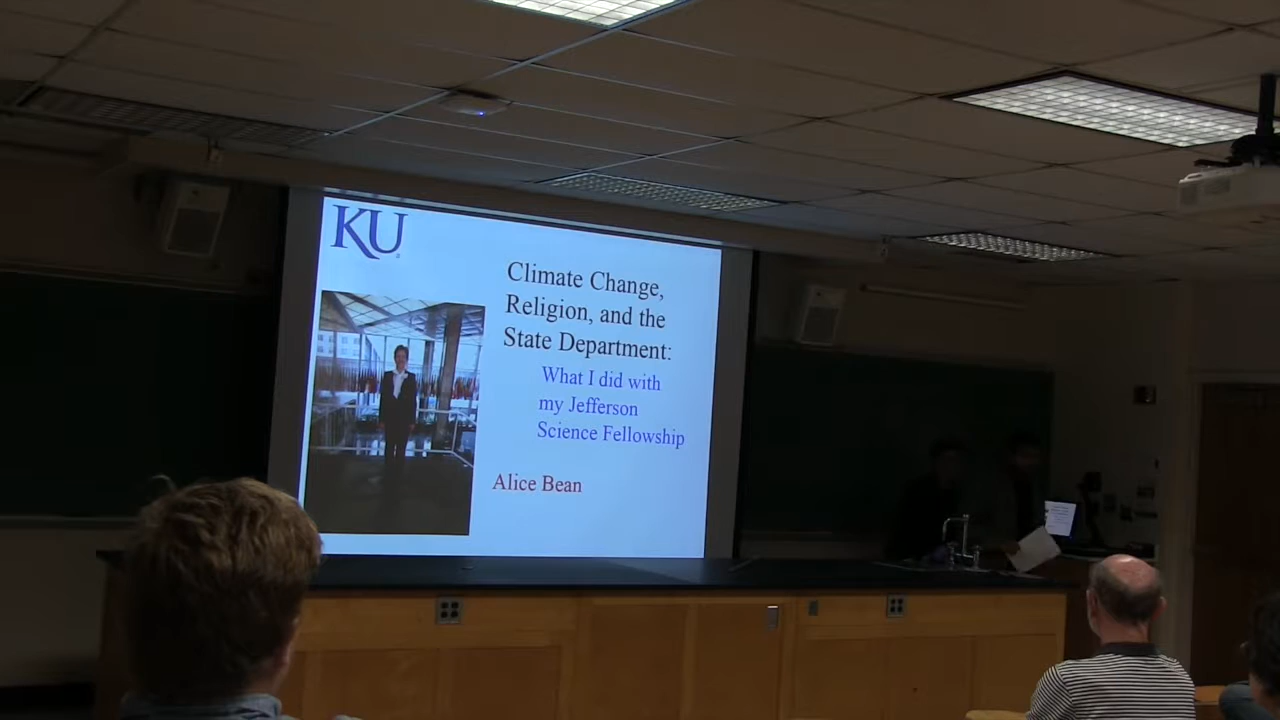 KU
Climate Change,
Religion, and the
State Department:
What I did with
my Jefferson
Science Fellowship
Alice Bean